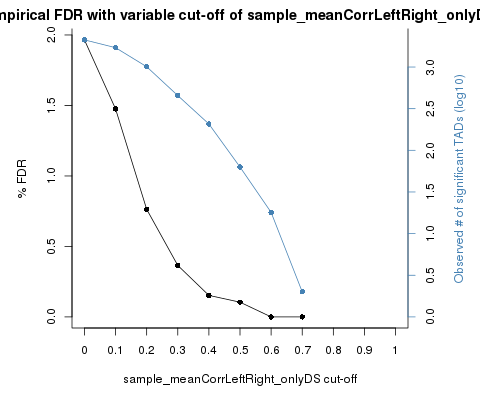 mpirical FDR with variable cut-off of sample_meanCorrLeftRight_onlyD
2.0
1.5
1.0
0.5
0.0
% FDR
3.0
2.5
2.0
1.5
1.0
0.5
0.0
Observed # of significant TADs (log10)
0 0.1 0.2 0.3 0.4 0.5 0.6 0.7 0.8 0.9 1
sample_meanCorrLeftRight_onlyDS cut-off